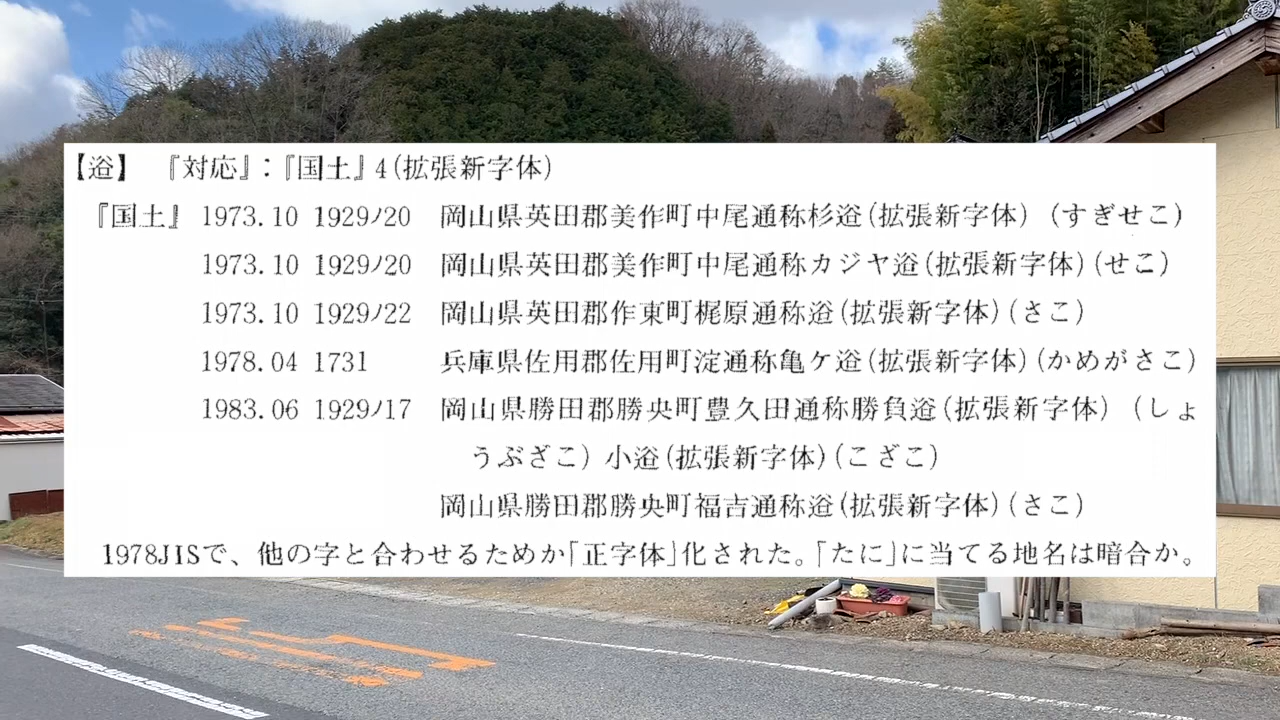 【逧】 『対応』:『国土』4(拡張新字体)
『国土』 1973.10 1929ノ20 岡山県英田郡美作町中尾通称杉逧(拡張新字体) (すぎせこ)
1973.10 1929ノ20 岡山県英田郡美作町中尾通称カジヤ逧(拡張新字体)(せこ)
1973.10 1929ノ22 岡山県英田郡作東町梶原通称逧(拡張新字体)(さこ)
1978.04 1731 兵庫県佐用郡佐用町淀通称亀ケ逧(拡張新字体)(かめがさこ)
1983.06 1929ノ17 岡山県勝田郡勝央町豊久田通称勝負逧(拡張新字体) (しょ
うぶざこ) 小逧(拡張新字体)(こざこ)
岡山県勝田郡勝央町福吉通称逧(拡張新字体)(さこ)
1978JISで、他の字と合わせるためか「正字体」化された。「たに」に当てる地名は暗合か。